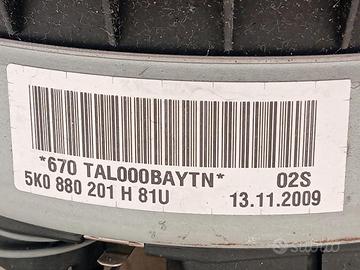 *670 TAL000BAYTN* 02S
5K0 880 201 H 81U 13.11.2009
subito